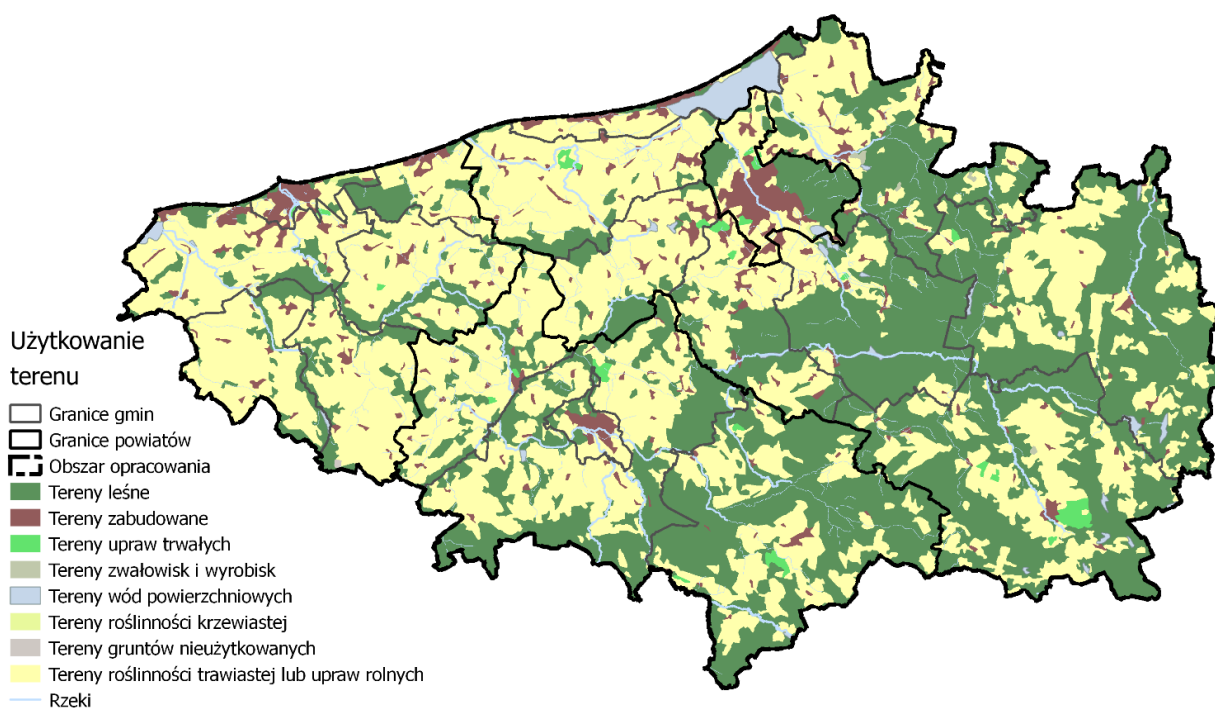 Użytkowanie
terenu
Granice gmin
Granice powiatów
Obszar opracowania
Tereny leśne
Tereny zabudowane
Tereny upraw trwałych
Tereny zwałowisk i wyrobisk
Tereny wód powierzchniowych
Tereny roślinności krzewiastej
Tereny gruntów nieużytkowanych
Tereny roślinności trawiastej lub upraw rolnych
Rzeki